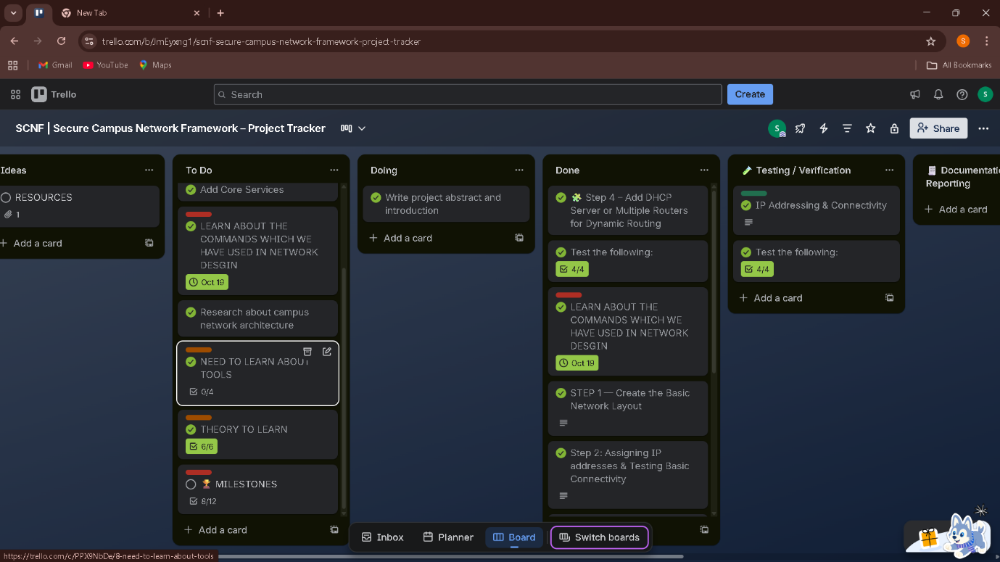 New Tab
trello.com/b/JmEyxng1/scnf-secure-campus-network-framework-project-tracker
S
Gmail
YouTube
Maps
All Bookmarks
Trello
Search
Create
S
SCNF | Secure Campus Network Framework – Project Tracker
S
Share
Ideas
RESOURCES
1
Add a card
To Do
Add Core Services
LEARN ABOUT THE
COMMANDS WHICH WE
HAVE USED IN NETWORK
DESGIN
Oct 19
Research about campus
network architecture
NEED TO LEARN ABOUT
TOOLS
0/4
THEORY TO LEARN
6/6
🏆 MILESTONES
8/12
Add a card
Doing
Write project abstract and
introduction
Add a card
Done
🧩 Step 4 – Add DHCP
Server or Multiple Routers
for Dynamic Routing
Test the following:
4/4
LEARN ABOUT THE
COMMANDS WHICH WE
HAVE USED IN NETWORK
DESGIN
Oct 19
STEP 1 — Create the Basic
Network Layout
Step 2: Assigning IP
addresses & Testing Basic
Connectivity
🧪 Testing / Verification
IP Addressing & Connectivity
Test the following:
4/4
Add a card
🧾 Documentati
Reporting
Add a card
Inbox
Planner
Board
Switch boards
https://trello.com/c/PPX9NbDe/8-need-to-learn-about-tools